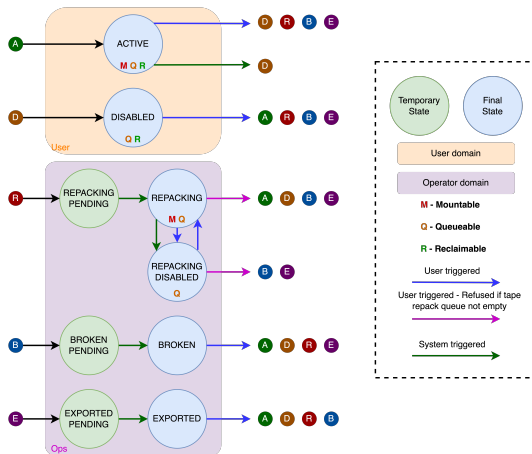 D R B E
A
ACTIVE
M Q R
D
D
DISABLED
A R B E
Q R
User
R
REPACKING
PENDING
REPACKING
M Q
A D B E
REPACKING
DISABLED
Q
B E
B
BROKEN
PENDING
BROKEN
A D R E
E
EXPORTED
PENDING
EXPORTED
A D R B
Ops
Temporary
State
Final
State
User domain
Operator domain
M - Mountable
Q - Queueable
R - Reclaimable
User triggered
User triggered - Refused if tape
repack queue not empty
System triggered